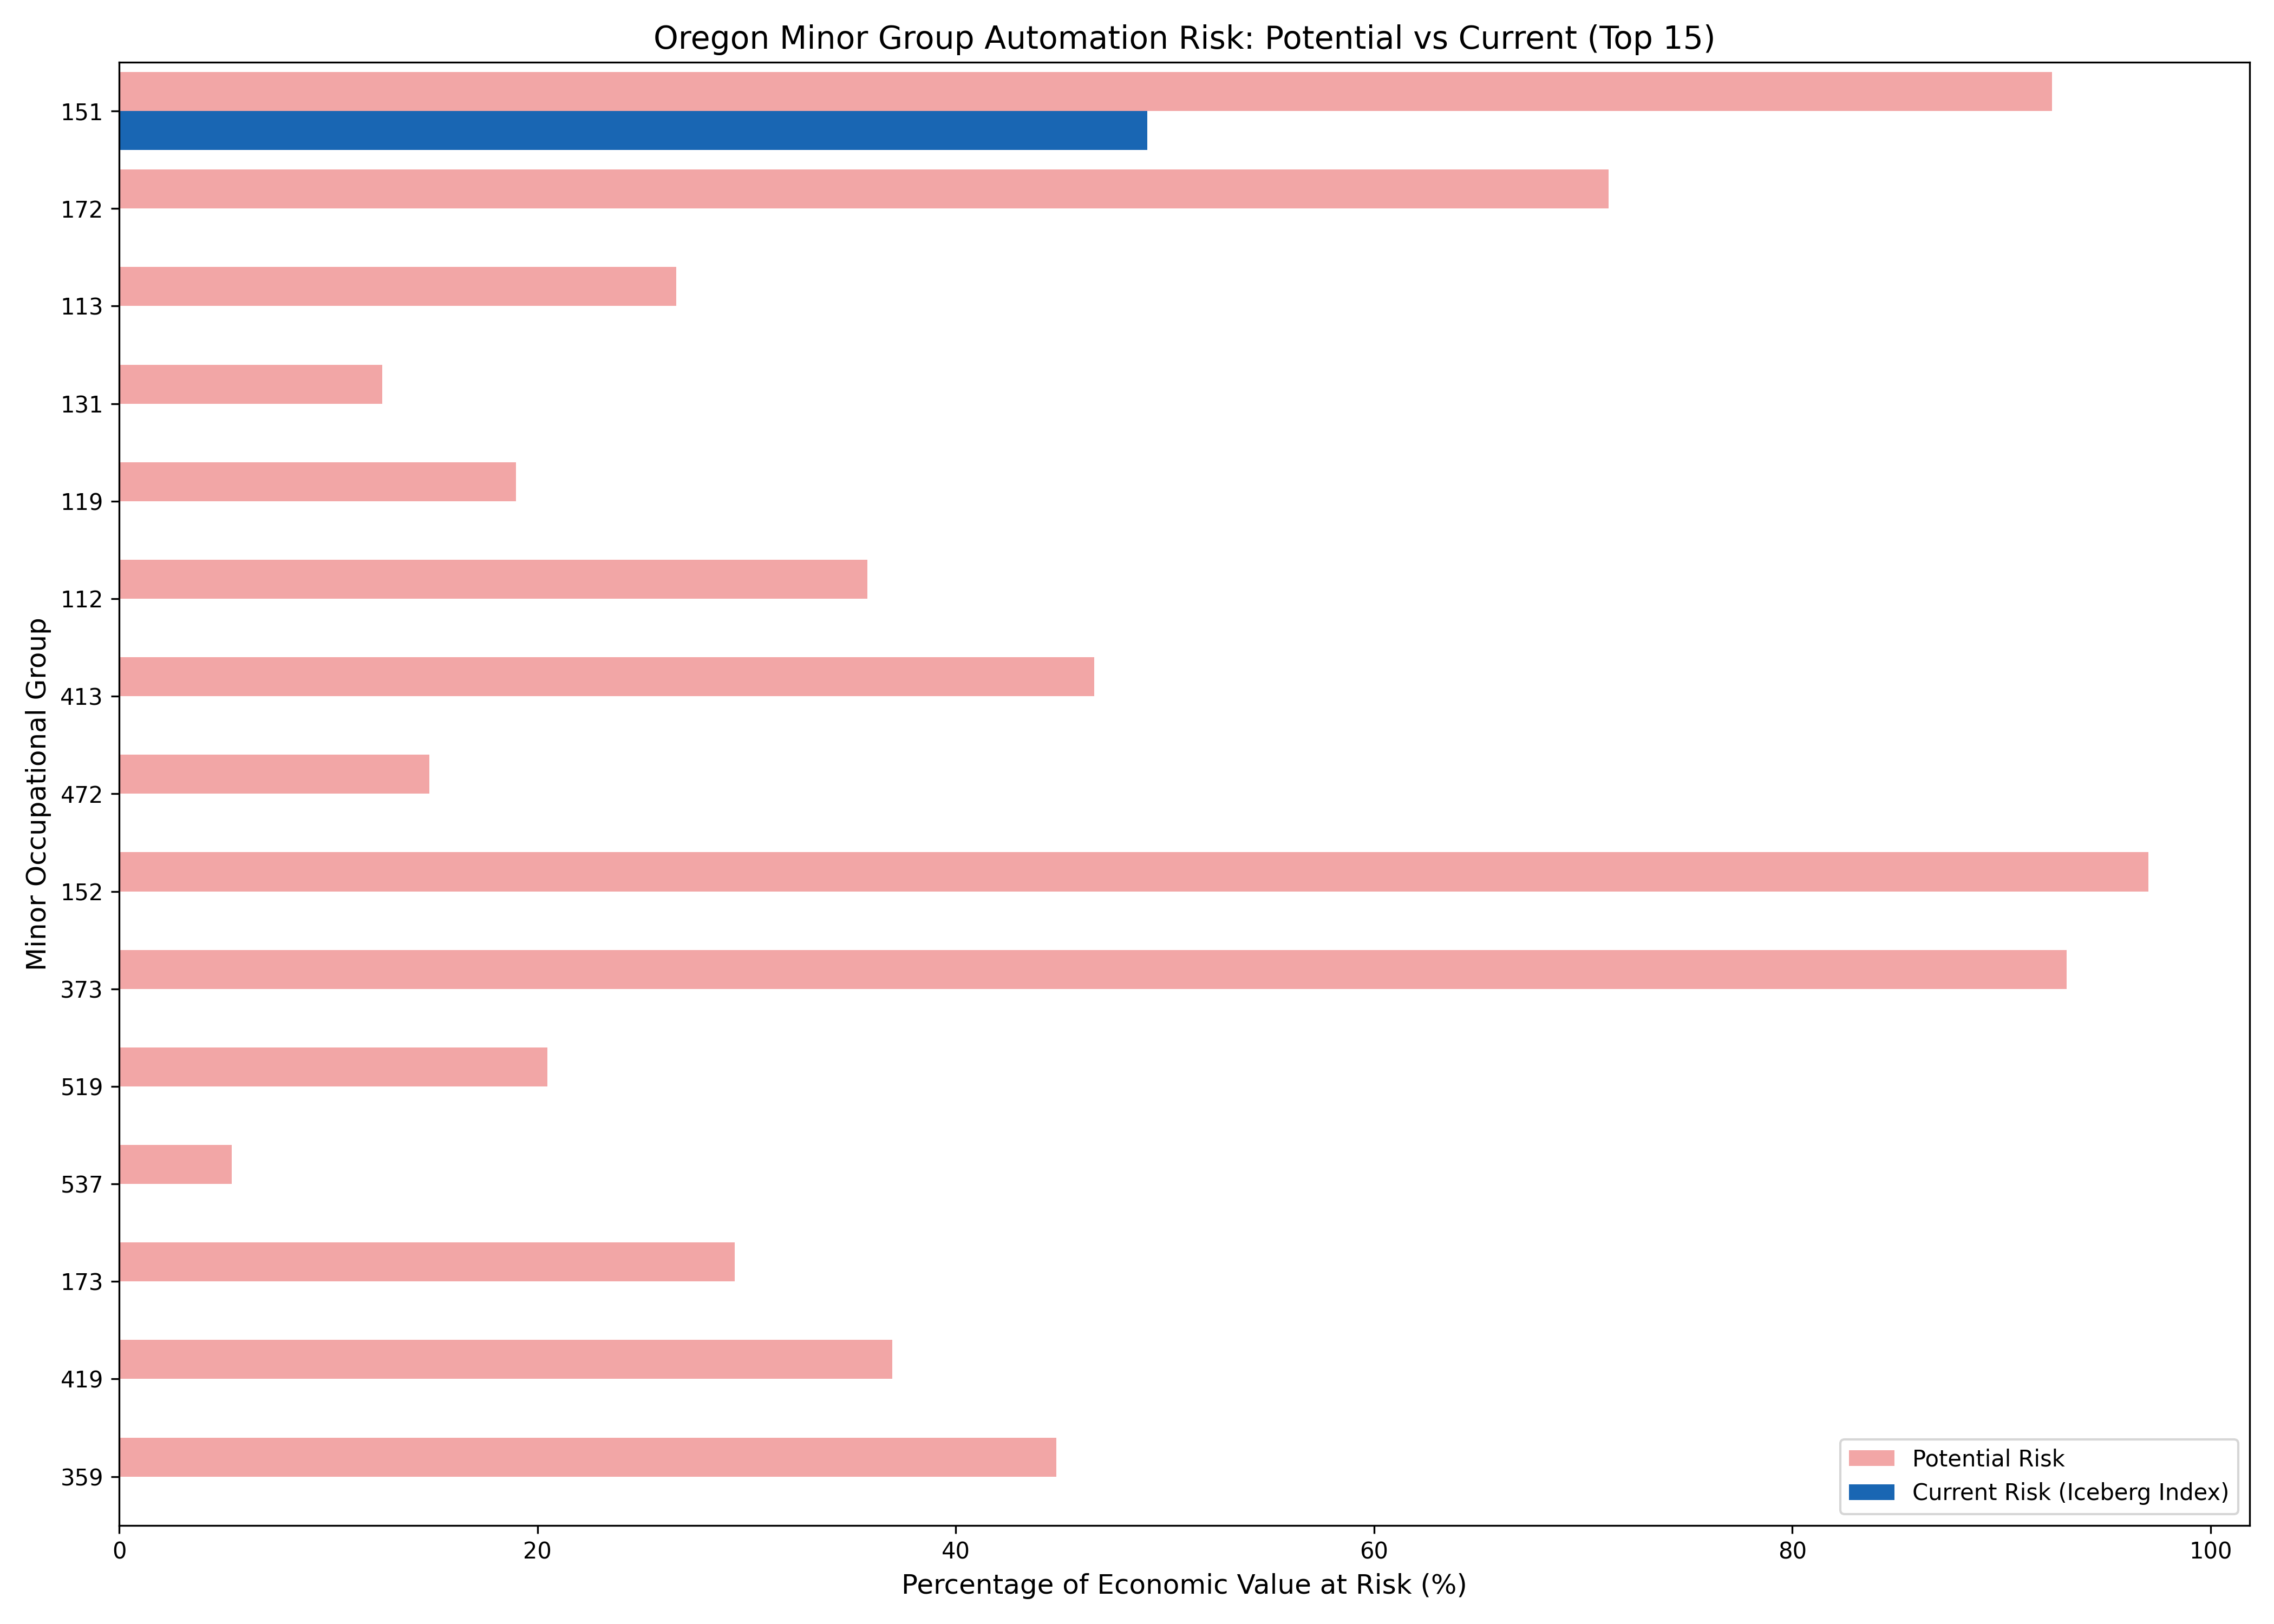 Oregon Minor Group Automation Risk: Potential vs Current (Top 15)
Minor Occupational Group
151
172
113
131
119
112
413
472
152
373
519
537
173
419
359
Potential Risk
Current Risk (Iceberg Index)
0 20 40 60 80 100
Percentage of Economic Value at Risk (%)